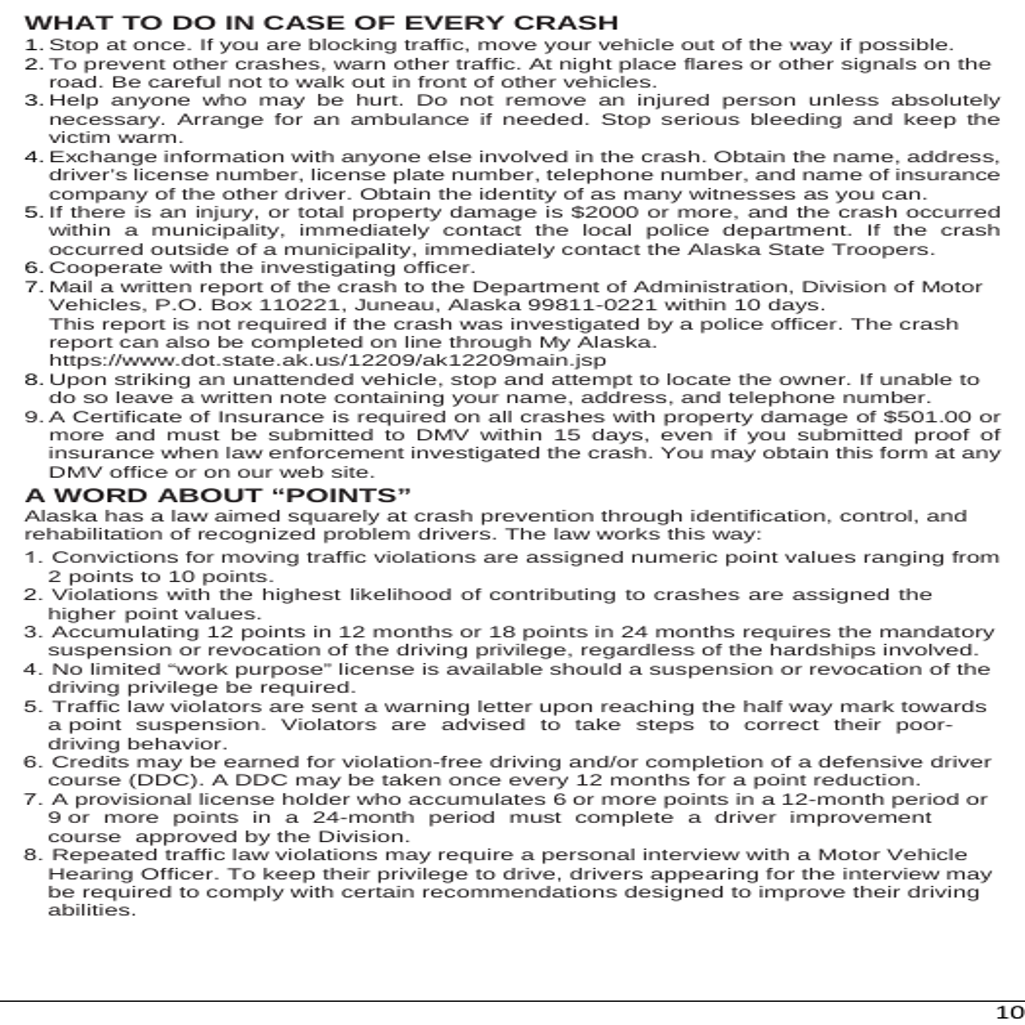 WHAT TO DO IN CASE OF EVERY CRASH
1. Stop at once. If you are blocking traffic, move your vehicle out of the way if possible.
2. To prevent other crashes, warn other traffic. At night place flares or other signals on the
road. Be careful not to walk out in front of other vehicles.
3. Help anyone who may be hurt. Do not remove an injured person unless absolutely
necessary. Arrange for an ambulance if needed. Stop serious bleeding and keep the
victim warm.
4. Exchange information with anyone else involved in the crash. Obtain the name, address,
driver's license number, license plate number, telephone number, and name of insurance
company of the other driver. Obtain the identity of as many witnesses as you can.
5. If there is an injury, or total property damage is $2000 or more, and the crash occurred
within a municipality, immediately contact the local police department. If the crash
occurred outside of a municipality, immediately contact the Alaska State Troopers.
6. Cooperate with the investigating officer.
7. Mail a written report of the crash to the Department of Administration, Division of Motor
Vehicles, P.O. Box 110221, Juneau, Alaska 99811-0221 within 10 days.
This report is not required if the crash was investigated by a police officer. The crash
report can also be completed on line through My Alaska.
https://www.dot.state.ak.us/12209/ak12209main.jsp
8. Upon striking an unattended vehicle, stop and attempt to locate the owner. If unable to
do so leave a written note containing your name, address, and telephone number.
9. A Certificate of Insurance is required on all crashes with property damage of $501.00 or
more and must be submitted to DMV within 15 days, even if you submitted proof of
insurance when law enforcement investigated the crash. You may obtain this form at any
DMV office or on our web site.
A WORD ABOUT “POINTS”
Alaska has a law aimed squarely at crash prevention through identification, control, and
rehabilitation of recognized problem drivers. The law works this way:
1. Convictions for moving traffic violations are assigned numeric point values ranging from
2 points to 10 points.
2. Violations with the highest likelihood of contributing to crashes are assigned the
higher point values.
3. Accumulating 12 points in 12 months or 18 points in 24 months requires the mandatory
suspension or revocation of the driving privilege, regardless of the hardships involved.
4. No limited “work purpose” license is available should a suspension or revocation of the
driving privilege be required.
5. Traffic law violators are sent a warning letter upon reaching the half way mark towards
a point suspension. Violators are advised to take steps to correct their poor-
driving behavior.
6. Credits may be earned for violation-free driving and/or completion of a defensive driver
course (DDC). A DDC may be taken once every 12 months for a point reduction.
7. A provisional license holder who accumulates 6 or more points in a 12-month period or
9 or more points in a 24-month period must complete a driver improvement
course approved by the Division.
8. Repeated traffic law violations may require a personal interview with a Motor Vehicle
Hearing Officer. To keep their privilege to drive, drivers appearing for the interview may
be required to comply with certain recommendations designed to improve their driving
abilities.
10